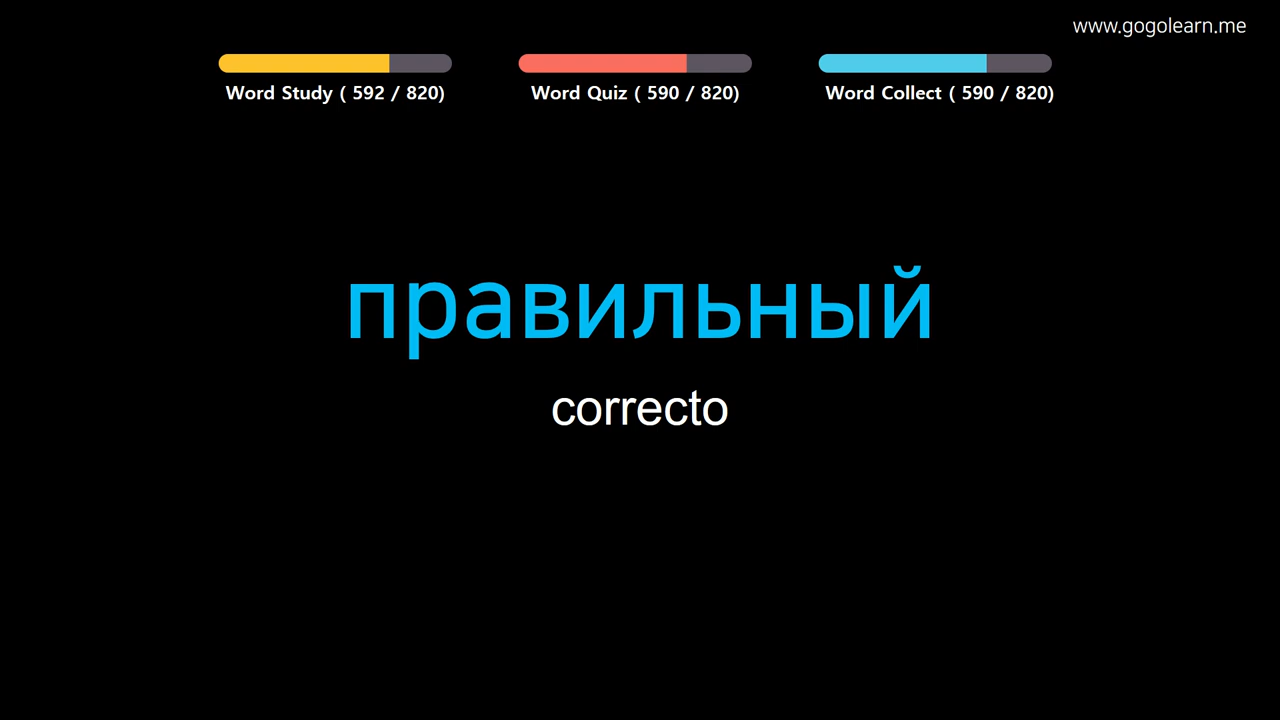 www.gogolearn.me
Word Study ( 592 / 820)
Word Quiz ( 590 / 820)
Word Collect ( 590 / 820)
правильный
correcto